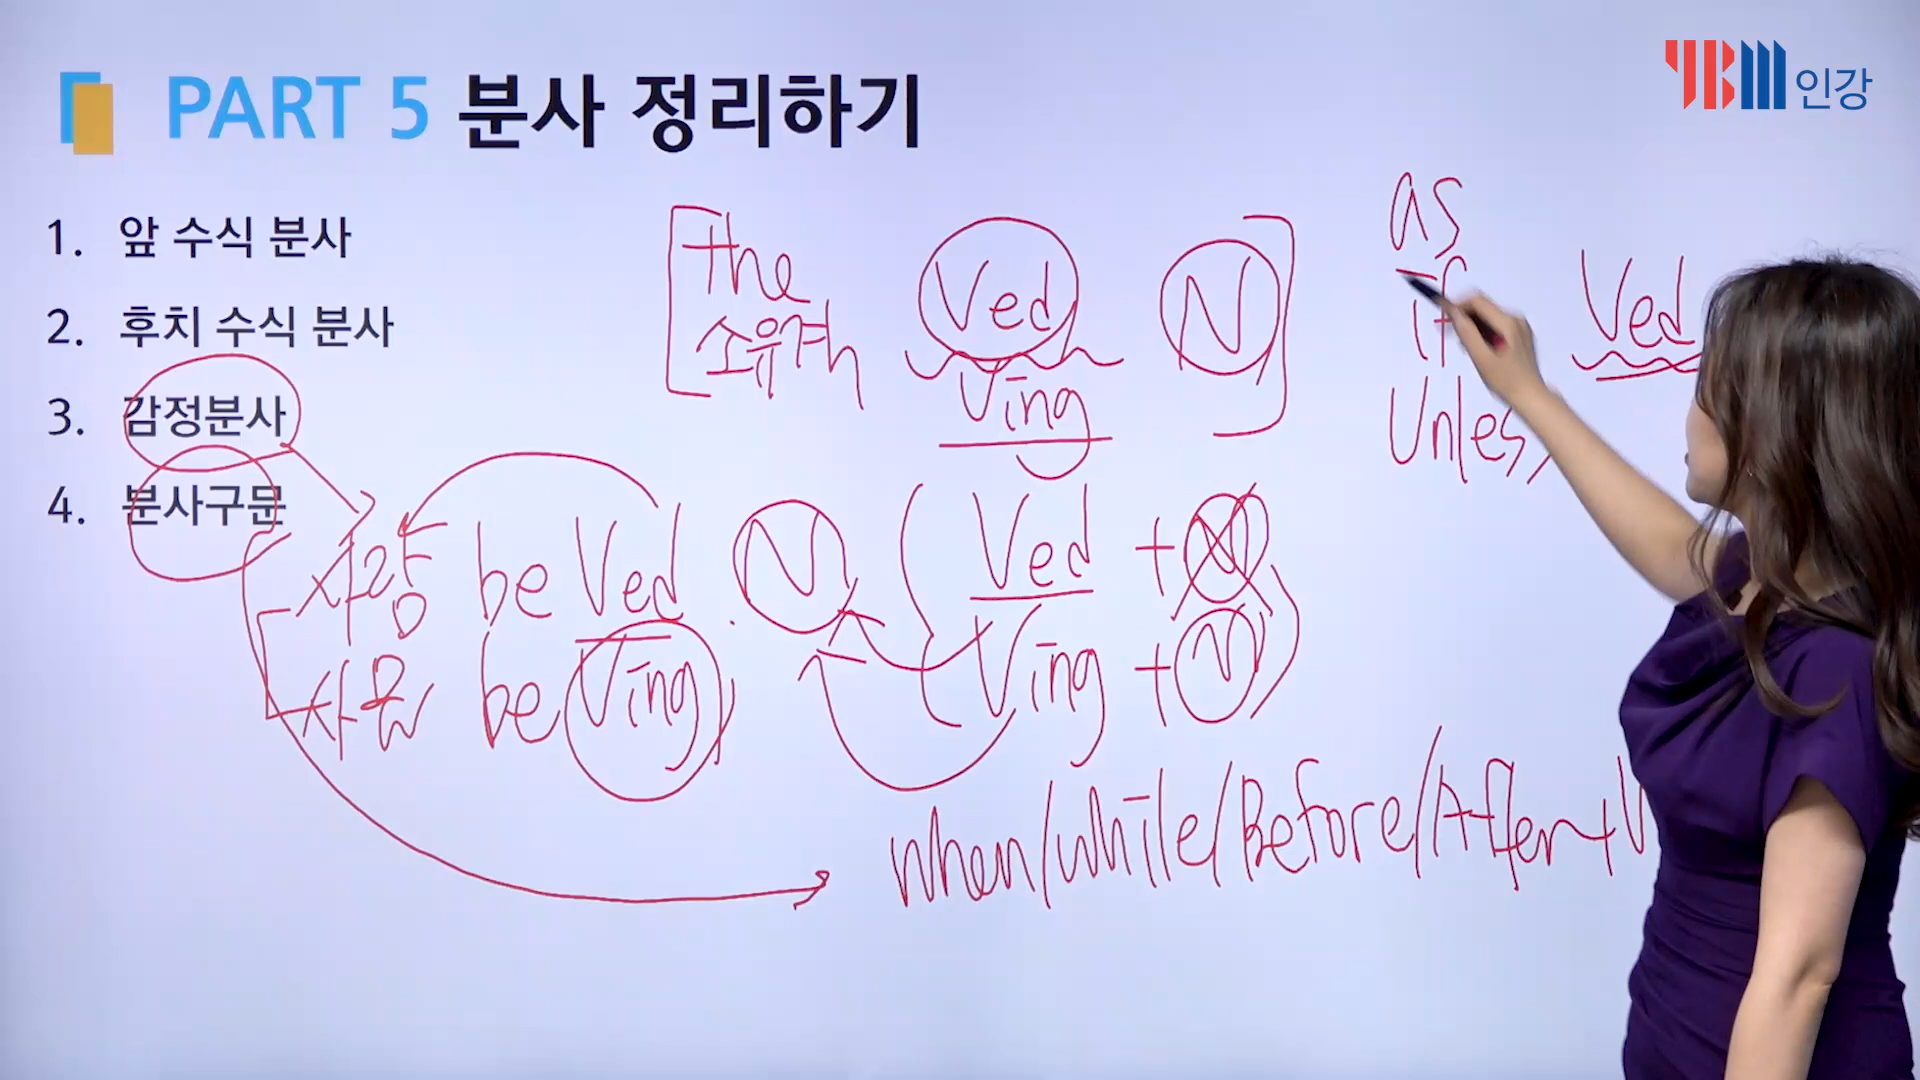 YBM 인강
PART 5 분사 정리하기
1. 앞 수식 분사
2. 후치 수식 분사
3. 감정분사
4. 분사구문
the Ved N
소유격 Ving
as
if Ved
Unless
사람 be Ved N Ved + N
사물 be Ving Ving + N
when/while/Before/After+V